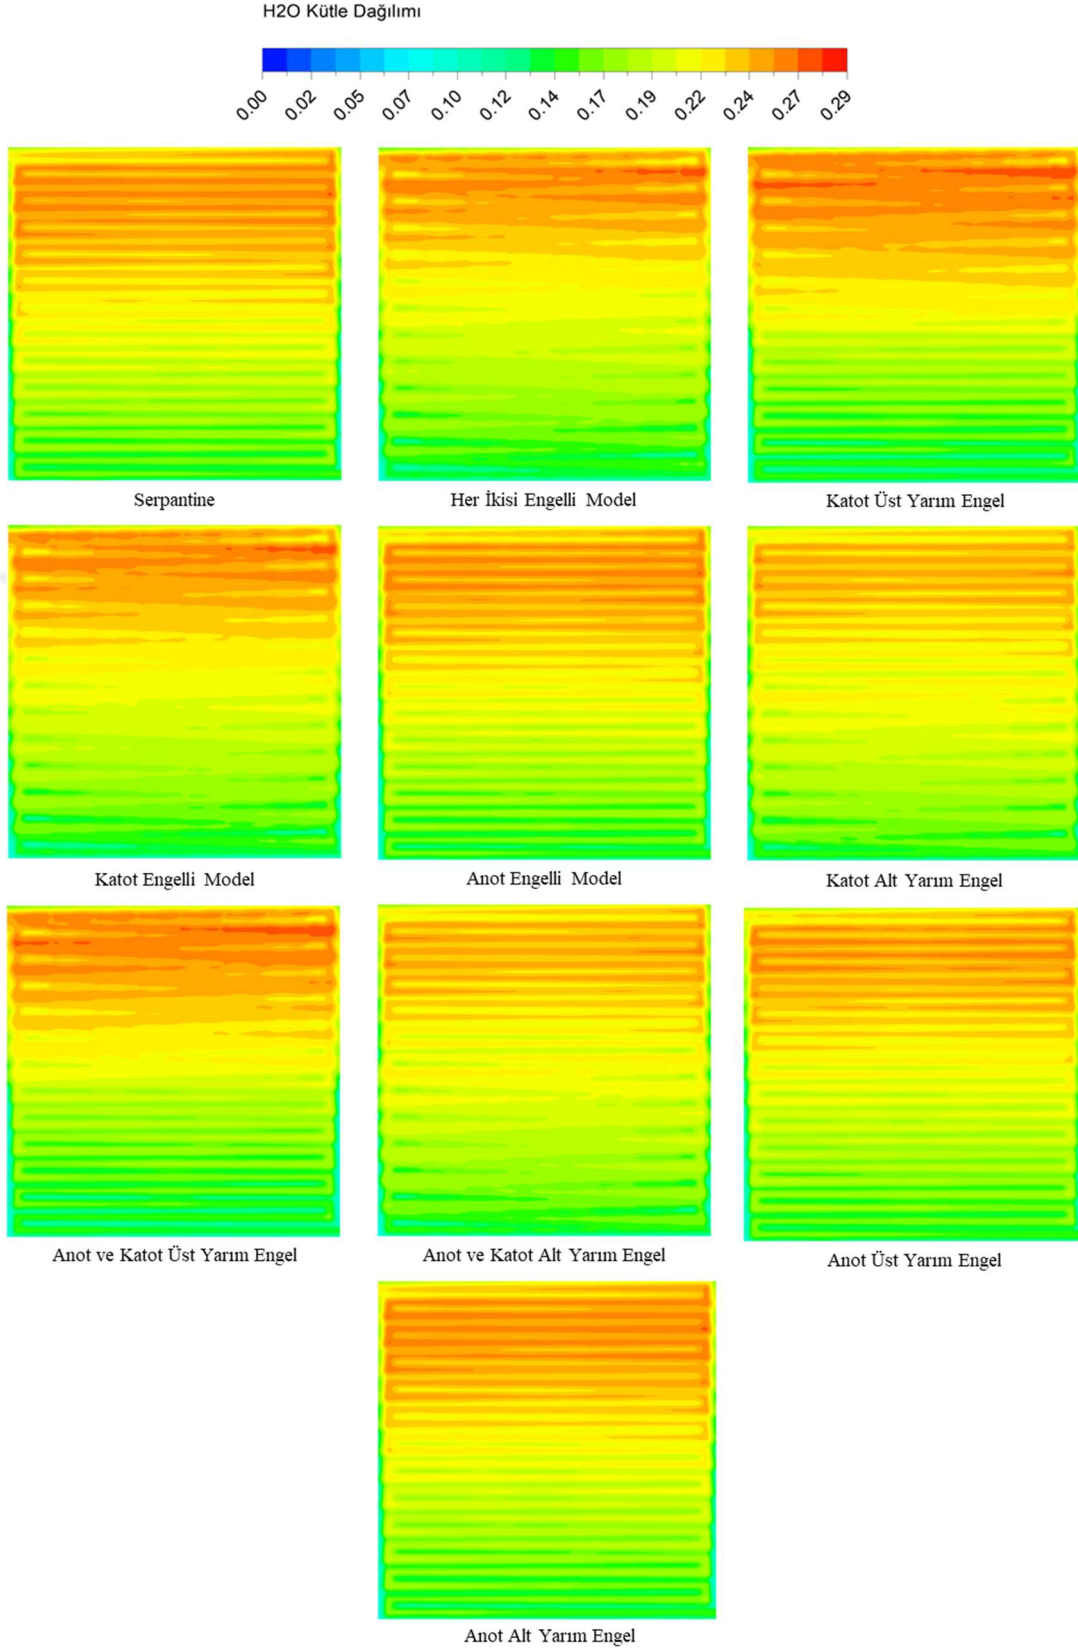 H2O Kütle Dağılımı
0.00 0.02 0.05 0.07 0.10 0.12 0.14 0.17 0.19 0.22 0.24 0.27 0.29
Serpantine Her İkisi Engelli Model Katot Üst Yarım Engel
Katot Engelli Model Anot Engelli Model Katot Alt Yarım Engel
Anot ve Katot Üst Yarım Engel Anot ve Katot Alt Yarım Engel Anot Üst Yarım Engel
Anot Alt Yarım Engel